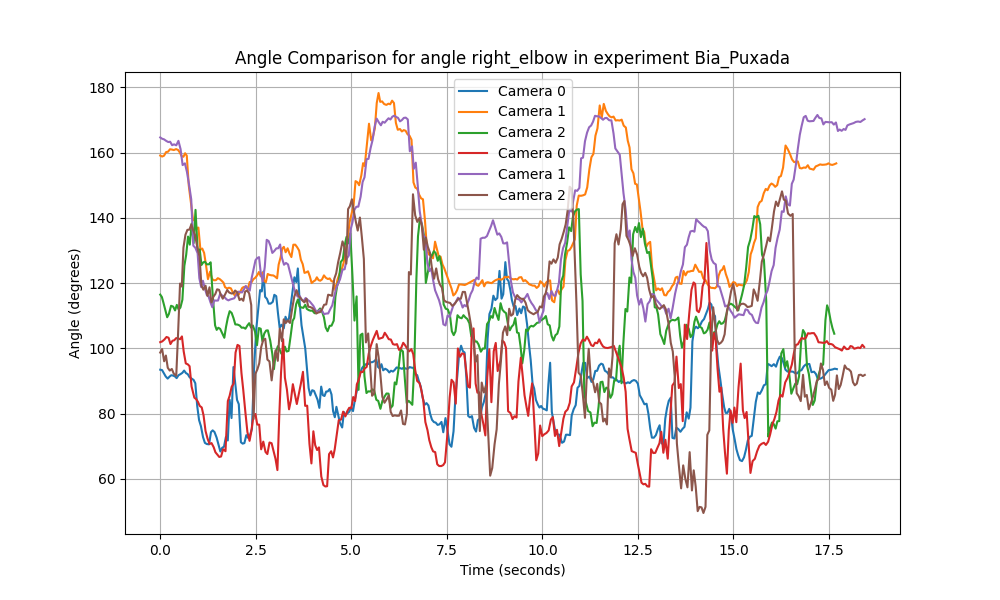 Angle Comparison for angle right_elbow in experiment Bia_Puxada
Camera 0
Camera 1
Camera 2
Camera 0
Camera 1
Camera 2
180
160
140
120
100
80
60
Angle (degrees)
0.0 2.5 5.0 7.5 10.0 12.5 15.0 17.5
Time (seconds)